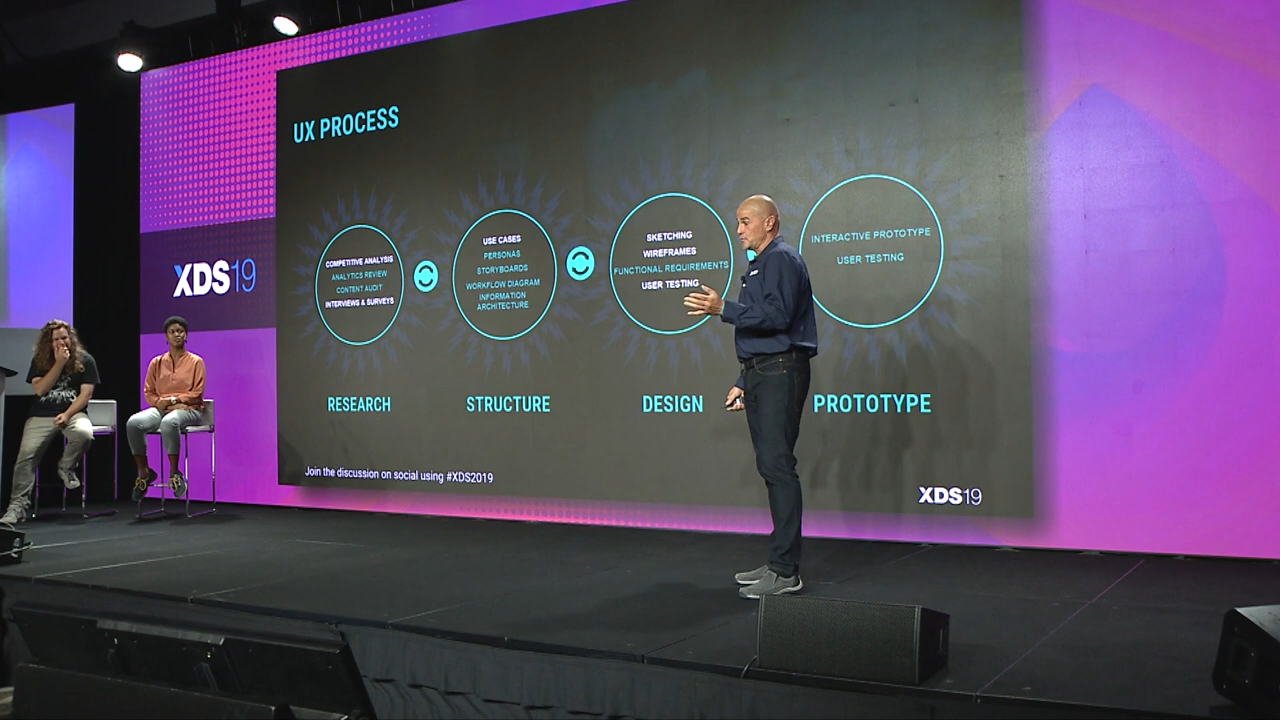 UX PROCESS
COMPETITIVE ANALYSIS
ANALYTICS REVIEW
CONTENT AUDIT
INTERVIEWS & SURVEYS
USE CASES
PERSONAS
STORYBOARDS
WORKFLOW DIAGRAM
INFORMATION
ARCHITECTURE
SKETCHING
WIREFRAMES
FUNCTIONAL REQUIREMENTS
USER TESTING
INTERACTIVE PROTOTYPE
USER TESTING
RESEARCH
STRUCTURE
DESIGN
PROTOTYPE
Join the discussion on social using #XDS2019
XDS19
XDS19